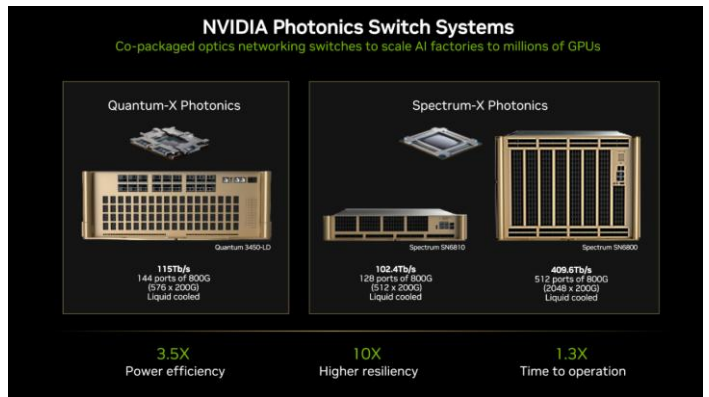 NVIDIA Photonics Switch Systems
Co-packaged optics networking switches to scale AI factories to millions of GPUs
Quantum-X Photonics
Quantum 3450-LD
115Tb/s
144 ports of 800G
(576 x 200G)
Liquid cooled
Spectrum-X Photonics
Spectrum SN6810
102.4Tb/s
128 ports of 800G
(512 x 200G)
Liquid cooled
Spectrum SN6800
409.6Tb/s
512 ports of 800G
(2048 x 200G)
Liquid cooled
3.5X
Power efficiency
10X
Higher resiliency
1.3X
Time to operation